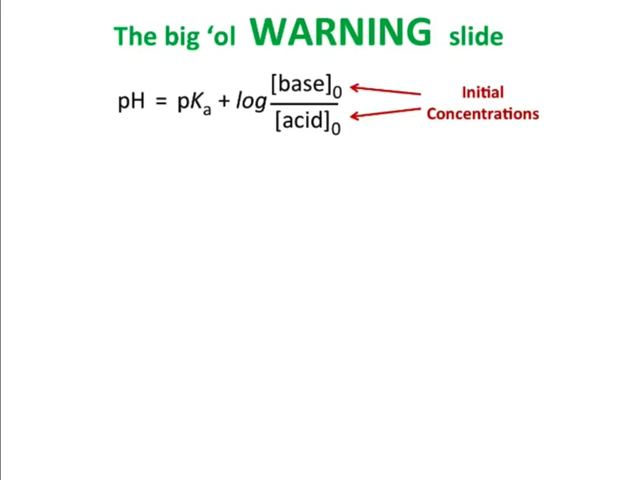 The big ‘ol WARNING slide
pH = pKa + log [base]0 / [acid]0
Initial
Concentrations